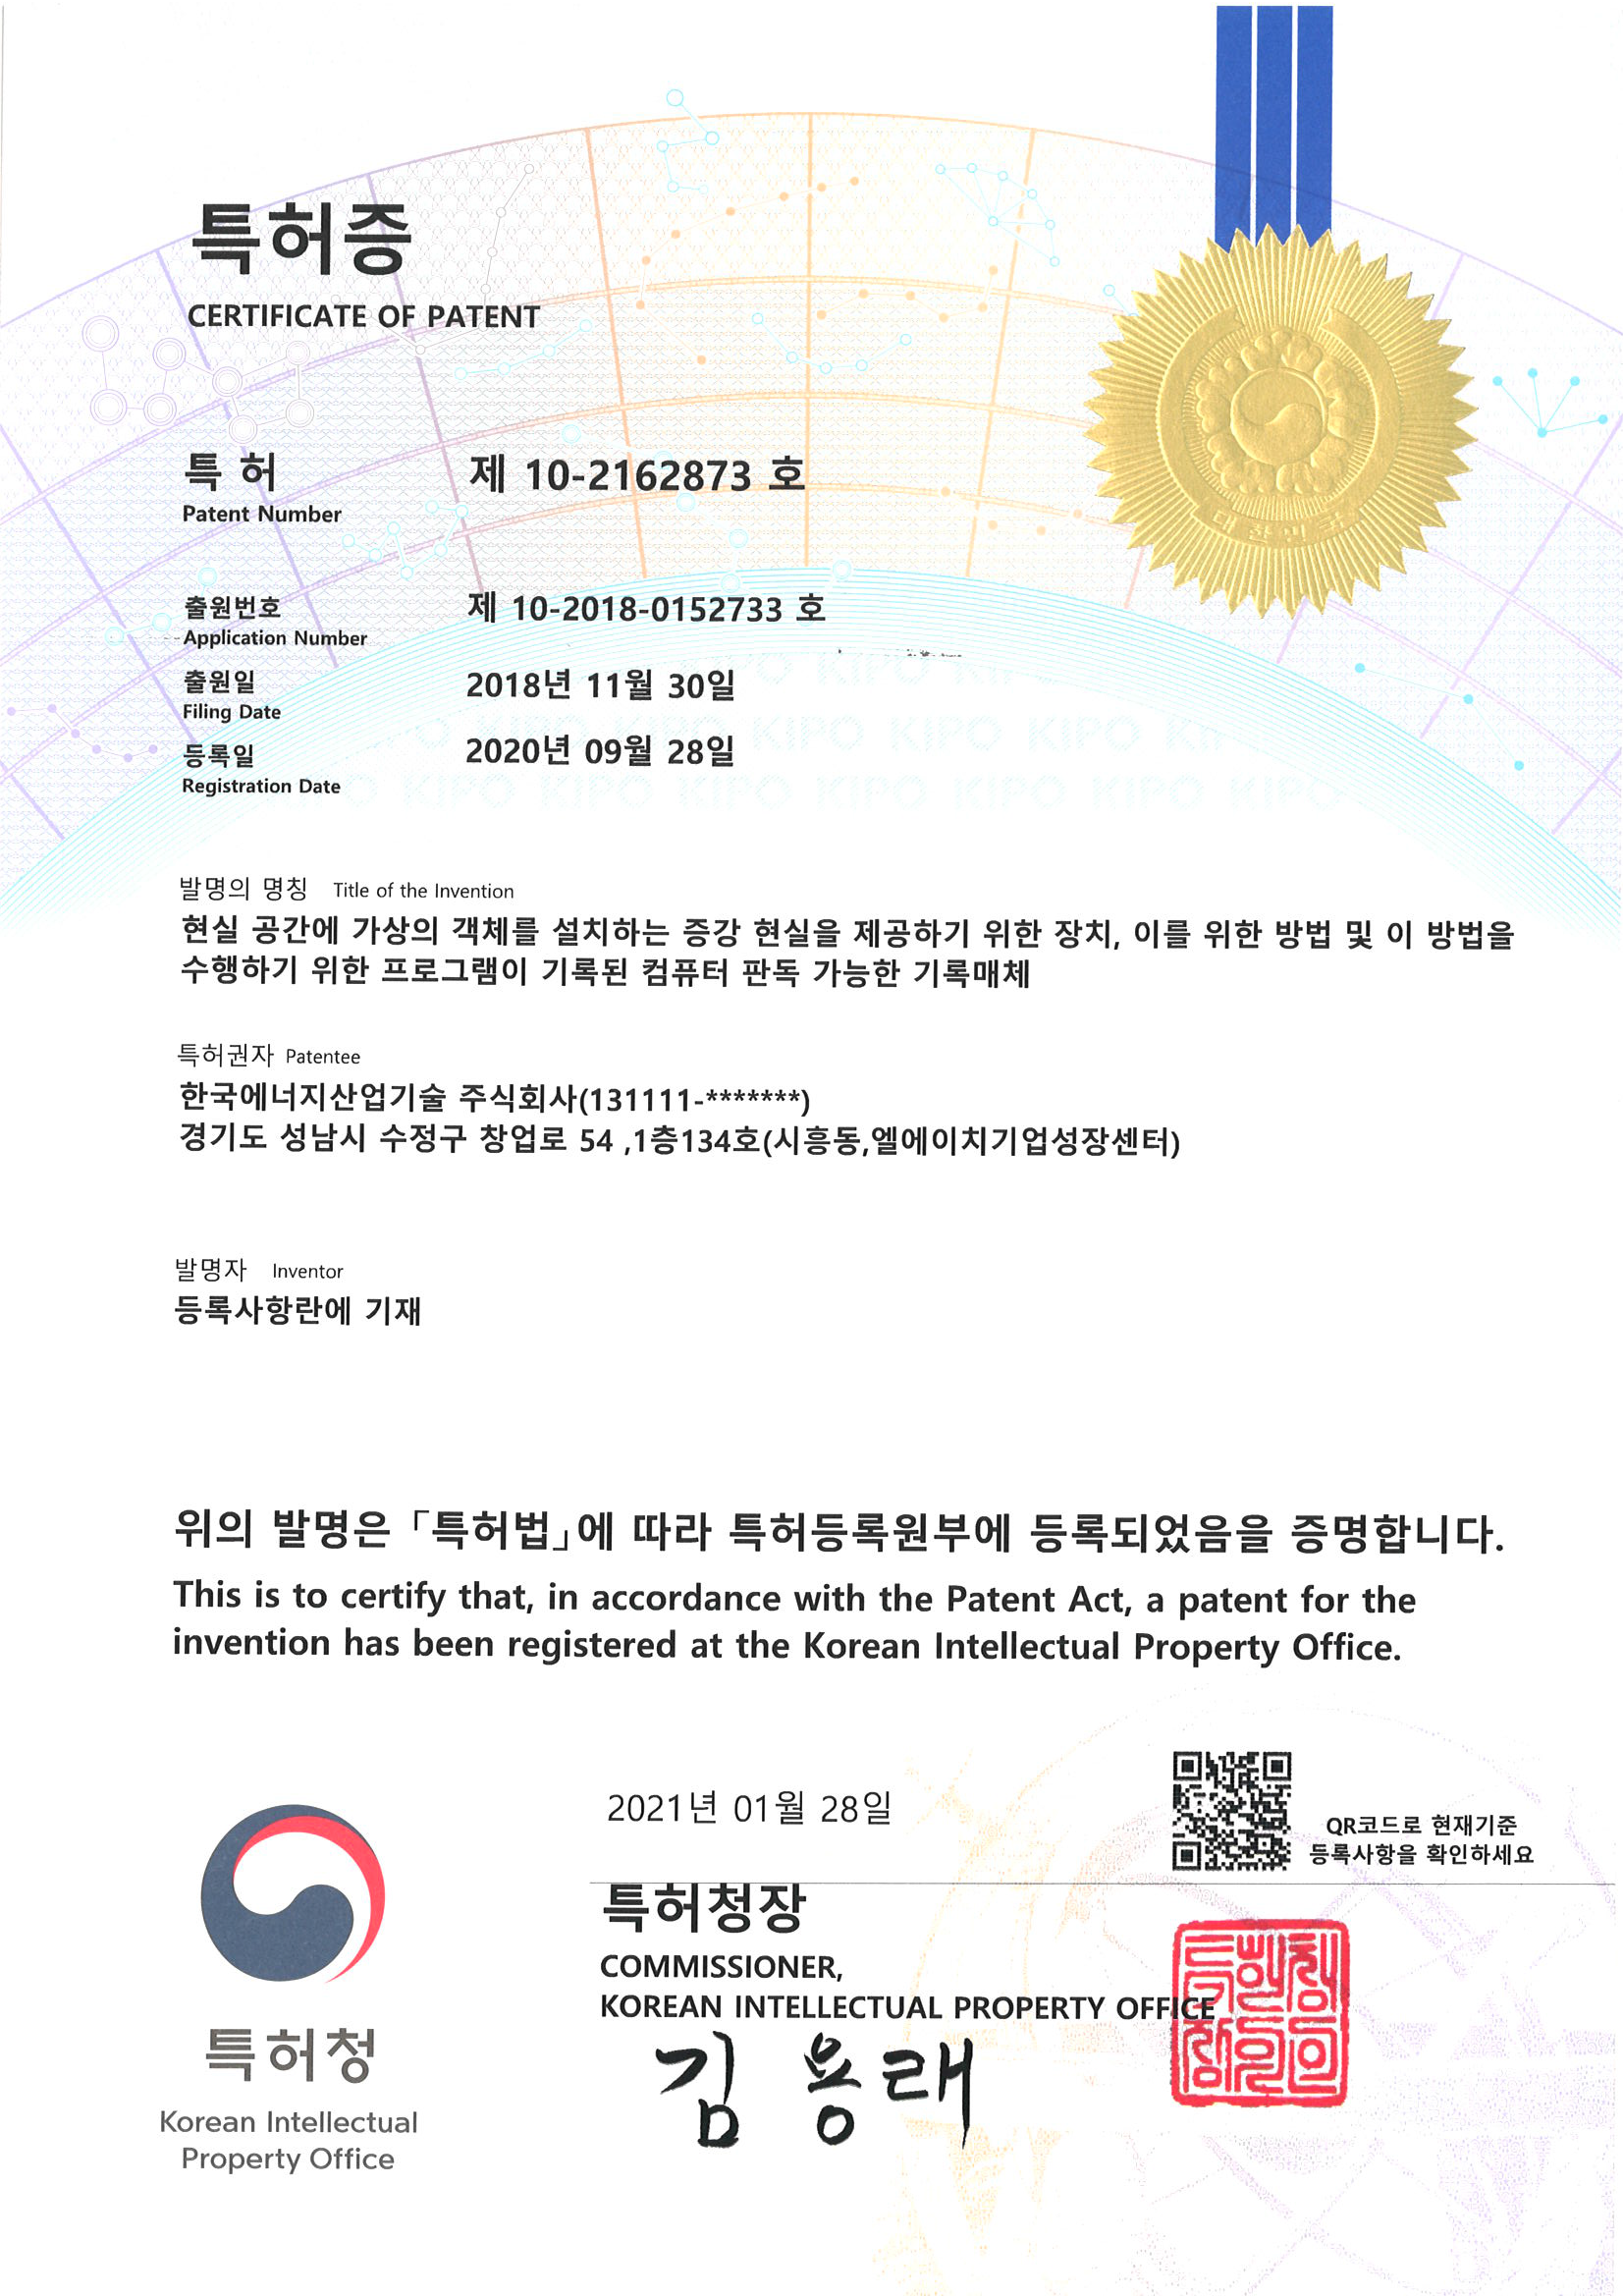 특허증
CERTIFICATE OF PATENT
특 허
Patent Number
제 10-2162873 호
출원번호
Application Number
제 10-2018-0152733 호
출원일
Filing Date
2018년 11월 30일
등록일
Registration Date
2020년 09월 28일
KIPO KIPO KIPO KIPO
KIPO KIPO KIPO KIPO KIPO KIPO KIPO
발명의 명칭 Title of the Invention
현실 공간에 가상의 객체를 설치하는 증강 현실을 제공하기 위한 장치, 이를 위한 방법 및 이 방법을
수행하기 위한 프로그램이 기록된 컴퓨터 판독 가능한 기록매체
특허권자 Patentee
한국에너지산업기술 주식회사(131111-*******)
경기도 성남시 수정구 창업로 54 ,1층134호(시흥동,엘에이치기업성장센터)
발명자 Inventor
등록사항란에 기재
위의 발명은 「특허법」에 따라 특허등록원부에 등록되었음을 증명합니다.
This is to certify that, in accordance with the Patent Act, a patent for the
invention has been registered at the Korean Intellectual Property Office.
2021년 01월 28일
QR코드로 현재기준
등록사항을 확인하세요
특허청장
COMMISSIONER,
KOREAN INTELLECTUAL PROPERTY OFFICE
김용래
특허청
Korean Intellectual
Property Office